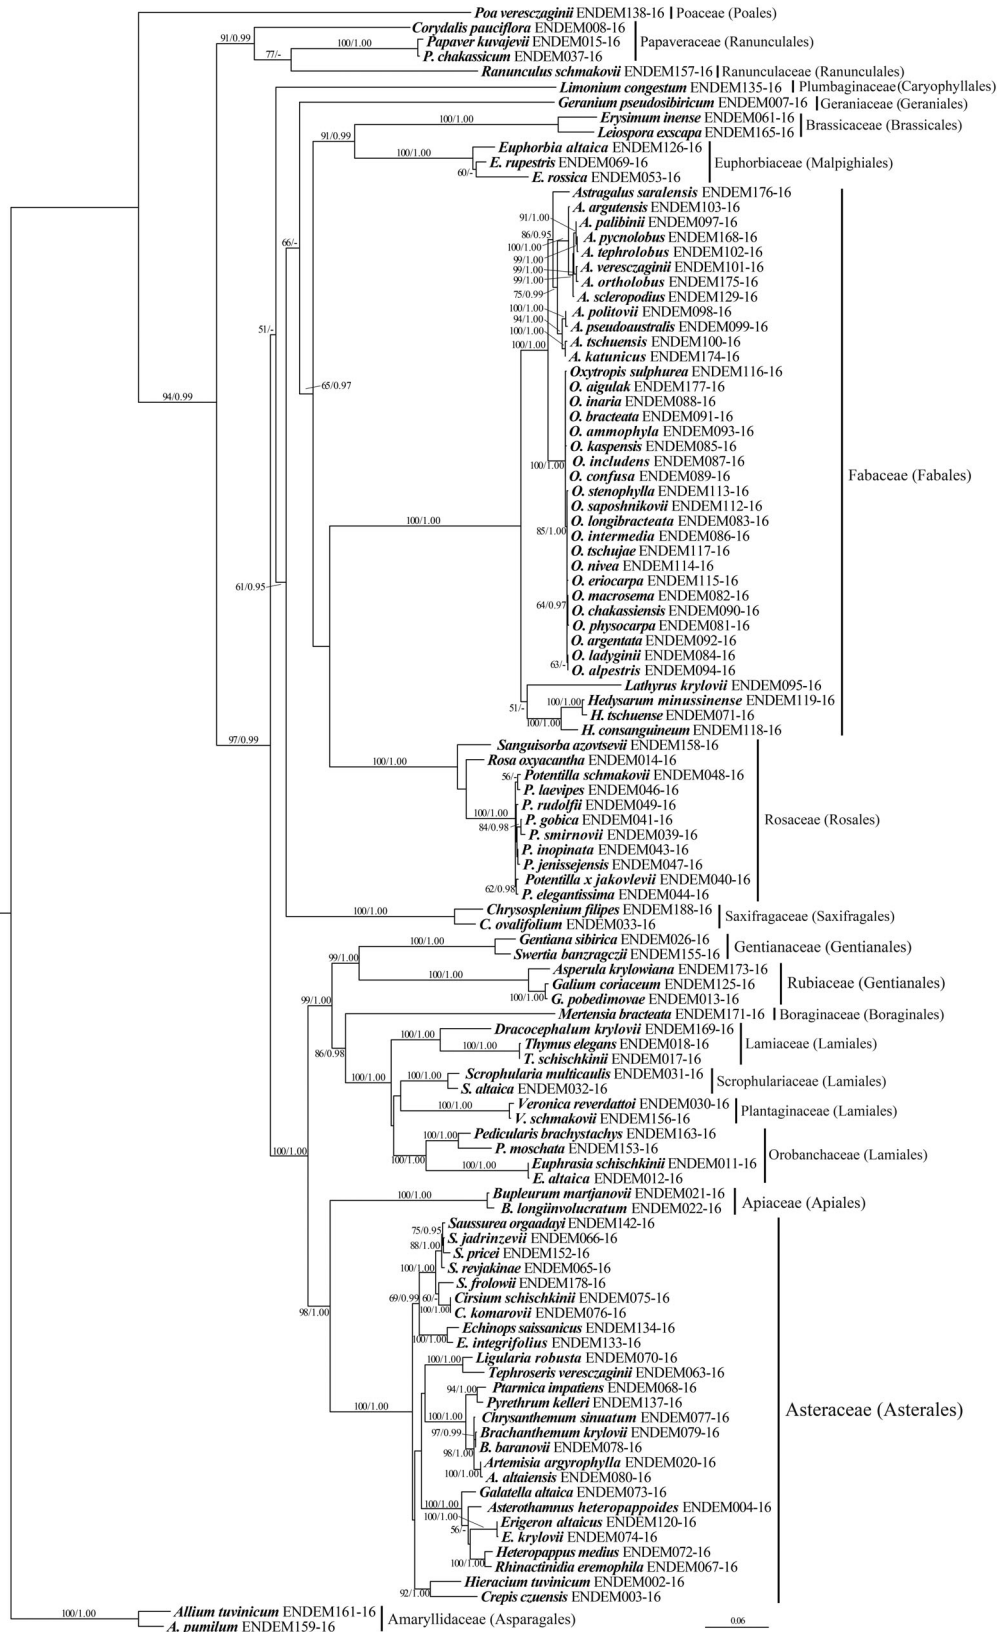 Poa veresczaginii ENDEM138-16 Poaceae (Poales)
Corydalis pauciflora ENDEM008-16
91/0.99
Papaver kuvajevii ENDEM015-16 Papaveraceae (Ranunculales)
100/1.00
P. chakassicum ENDEM037-16
77/-
Ranunculus schmakovii ENDEM157-16 Ranunculaceae (Ranunculales)
Limonium congestum ENDEM135-16 Plumbaginaceae(Caryophyllales)
Geranium pseudosibiricum ENDEM007-16 Geraniaceae (Geraniales)
Erysimum inense ENDEM061-16
100/1.00
Brassicaceae (Brassicales)
Leiospora exscapa ENDEM165-16
91/0.99
Euphorbia altaica ENDEM126-16
100/1.00
E. rupestris ENDEM069-16 Euphorbiaceae (Malpighiales)
60/-
E. rossica ENDEM053-16
Astragalus saralensis ENDEM176-16
A. argutensis ENDEM103-16
91/1.00
A. palibinii ENDEM097-16
86/0.95
A. pycnolobus ENDEM168-16
100/1.00
66/-
A. tephrolobus ENDEM102-16
99/1.00
A. veresczaginii ENDEM101-16
99/1.00
99/1.00
A. ortholobus ENDEM175-16
75/0.99
A. scleropodius ENDEM129-16
100/1.00
A. politovii ENDEM098-16
94/1.00
A. pseudoaustralis ENDEM099-16
51/-
100/1.00
A. tschuensis ENDEM100-16
100/1.00
A. katunicus ENDEM174-16
Oxytropis sulphurea ENDEM116-16
65/0.97
O. aigulak ENDEM177-16
94/0.99
O. inaria ENDEM088-16
O. bracteata ENDEM091-16
O. ammophyla ENDEM093-16
O. kaspensis ENDEM085-16
100/1.00
O. includens ENDEM087-16
O. confusa ENDEM089-16 Fabaceae (Fabales)
O. stenophylla ENDEM113-16
O. saposhnikovii ENDEM112-16
100/1.00
O. longibracteata ENDEM083-16
85/1.00
O. intermedia ENDEM086-16
O. tschujae ENDEM117-16
O. nivea ENDEM114-16
61/0.95
O. eriocarpa ENDEM115-16
O. macrosema ENDEM082-16
64/0.97
O. chakassiensis ENDEM090-16
O. physocarpa ENDEM081-16
O. argentata ENDEM092-16
O. ladyginii ENDEM084-16
63/-
O. alpestris ENDEM094-16
Lathyrus krylovii ENDEM095-16
100/1.00
Hedysarum minussinense ENDEM119-16
51/-
H. tschuense ENDEM071-16
100/1.00
H. consanguineum ENDEM118-16
97/0.99
Sanguisorba azovtsevii ENDEM158-16
100/1.00
Rosa oxyacantha ENDEM014-16
56/-
Potentilla schmakovii ENDEM048-16
P. laevipes ENDEM046-16
P. rudolfii ENDEM049-16
100/1.00
P. gobica ENDEM041-16 Rosaceae (Rosales)
84/0.98
P. smirnovii ENDEM039-16
P. inopinata ENDEM043-16
P. jenissejensis ENDEM047-16
Potentilla x jakovlevii ENDEM040-16
62/0.98
P. elegantissima ENDEM044-16
100/1.00
Chrysosplenium filipes ENDEM188-16
Saxifragaceae (Saxifragales)
C. ovalifolium ENDEM033-16
100/1.00
Gentiana sibirica ENDEM026-16
Gentianaceae (Gentianales)
Swertia banzragczii ENDEM155-16
99/1.00
Asperula krylowiana ENDEM173-16
100/1.00
Galium coriaceum ENDEM125-16 Rubiaceae (Gentianales)
100/1.00
G. pobedimovae ENDEM013-16
99/1.00
Mertensia bracteata ENDEM171-16 Boraginaceae (Boraginales)
Dracocephalum krylovii ENDEM169-16
100/1.00
Thymus elegans ENDEM018-16 Lamiaceae (Lamiales)
100/1.00
86/0.98
T. schischkinii ENDEM017-16
100/1.00
100/1.00
Scrophularia multicaulis ENDEM031-16
Scrophulariaceae (Lamiales)
S. altaica ENDEM032-16
100/1.00
Veronica reverdattoi ENDEM030-16
Plantaginaceae (Lamiales)
V. schmakovii ENDEM156-16
100/1.00
Pedicularis brachystachys ENDEM163-16
P. moschata ENDEM153-16
100/1.00
Orobanchaceae (Lamiales)
100/1.00
100/1.00
Euphrasia schischkinii ENDEM011-16
E. altaica ENDEM012-16
100/1.00
Bupleurum martjanovii ENDEM021-16
Apiaceae (Apiales)
B. longiinvolucratum ENDEM022-16
Saussurea orgaadayi ENDEM142-16
75/0.95
S. jadrinzevii ENDEM066-16
88/1.00
S. pricei ENDEM152-16
100/1.00
S. revjakinae ENDEM065-16
S. frolowii ENDEM178-16
69/0.99
60/-
Cirsium schischkinii ENDEM075-16
98/1.00
100/1.00
C. komarovii ENDEM076-16
Echinops saissanicus ENDEM134-16
100/1.00
E. integrifolius ENDEM133-16
100/1.00
Ligularia robusta ENDEM070-16
Tephroseris veresczaginii ENDEM063-16
94/1.00
Ptarmica impatiens ENDEM068-16
Pyrethrum kelleri ENDEM137-16
100/1.00
Asteraceae (Asterales)
100/1.00
Chrysanthemum sinuatum ENDEM077-16
97/0.99
Brachanthemum krylovii ENDEM079-16
B. baranovii ENDEM078-16
98/1.00
Artemisia argyrophylla ENDEM020-16
100/1.00
A. altaiensis ENDEM080-16
Galatella altaica ENDEM073-16
100/1.00
Asterothamnus heteropappoides ENDEM004-16
100/1.00
Erigeron altaicus ENDEM120-16
56/-
E. krylovii ENDEM074-16
Heteropappus medius ENDEM072-16
100/1.00
Rhinactinidia eremophila ENDEM067-16
Hieracium tuvinicum ENDEM002-16
92/1.00
Crepis czuensis ENDEM003-16
100/1.00
Allium tuvinicum ENDEM161-16
Amaryllidaceae (Asparagales)
A. pumilum ENDEM159-16
0.06